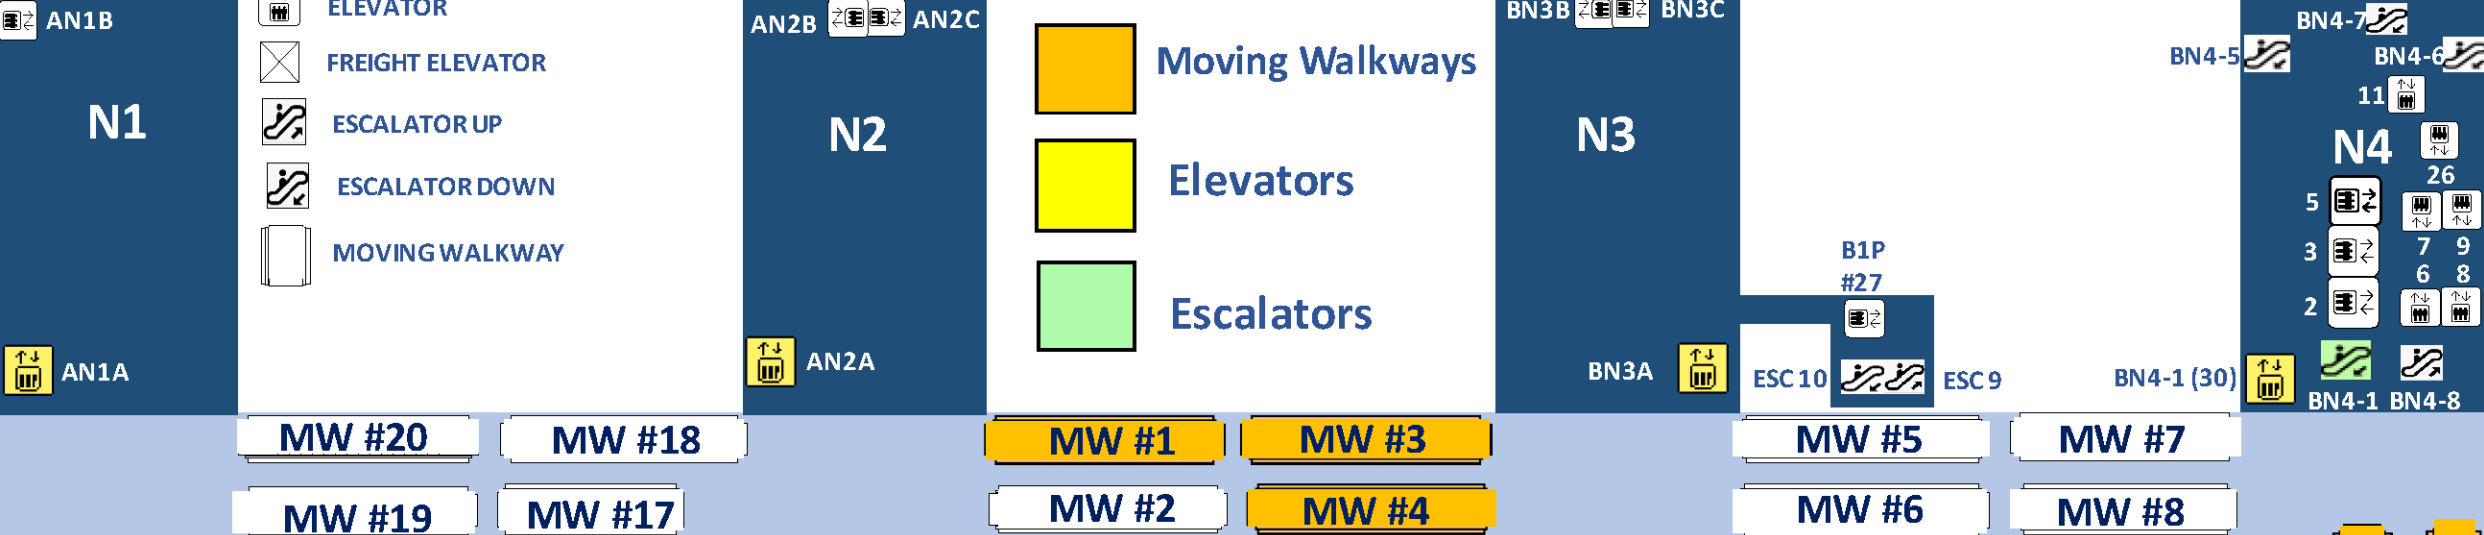 AN1B
ELEVATOR
FREIGHT ELEVATOR
ESCALATOR UP
ESCALATOR DOWN
MOVING WALKWAY
N1
AN1A
AN2B
AN2C
N2
AN2A
Moving Walkways
Elevators
Escalators
BN3B
BN3C
N3
BN3A
B1P
#27
ESC 10
ESC 9
BN4-7
BN4-5
BN4-6
11
N4
26
5
3
7 9
6 8
2
BN4-1 (30)
BN4-1 BN4-8
MW #20
MW #18
MW #1
MW #3
MW #5
MW #7
MW #19
MW #17
MW #2
MW #4
MW #6
MW #8